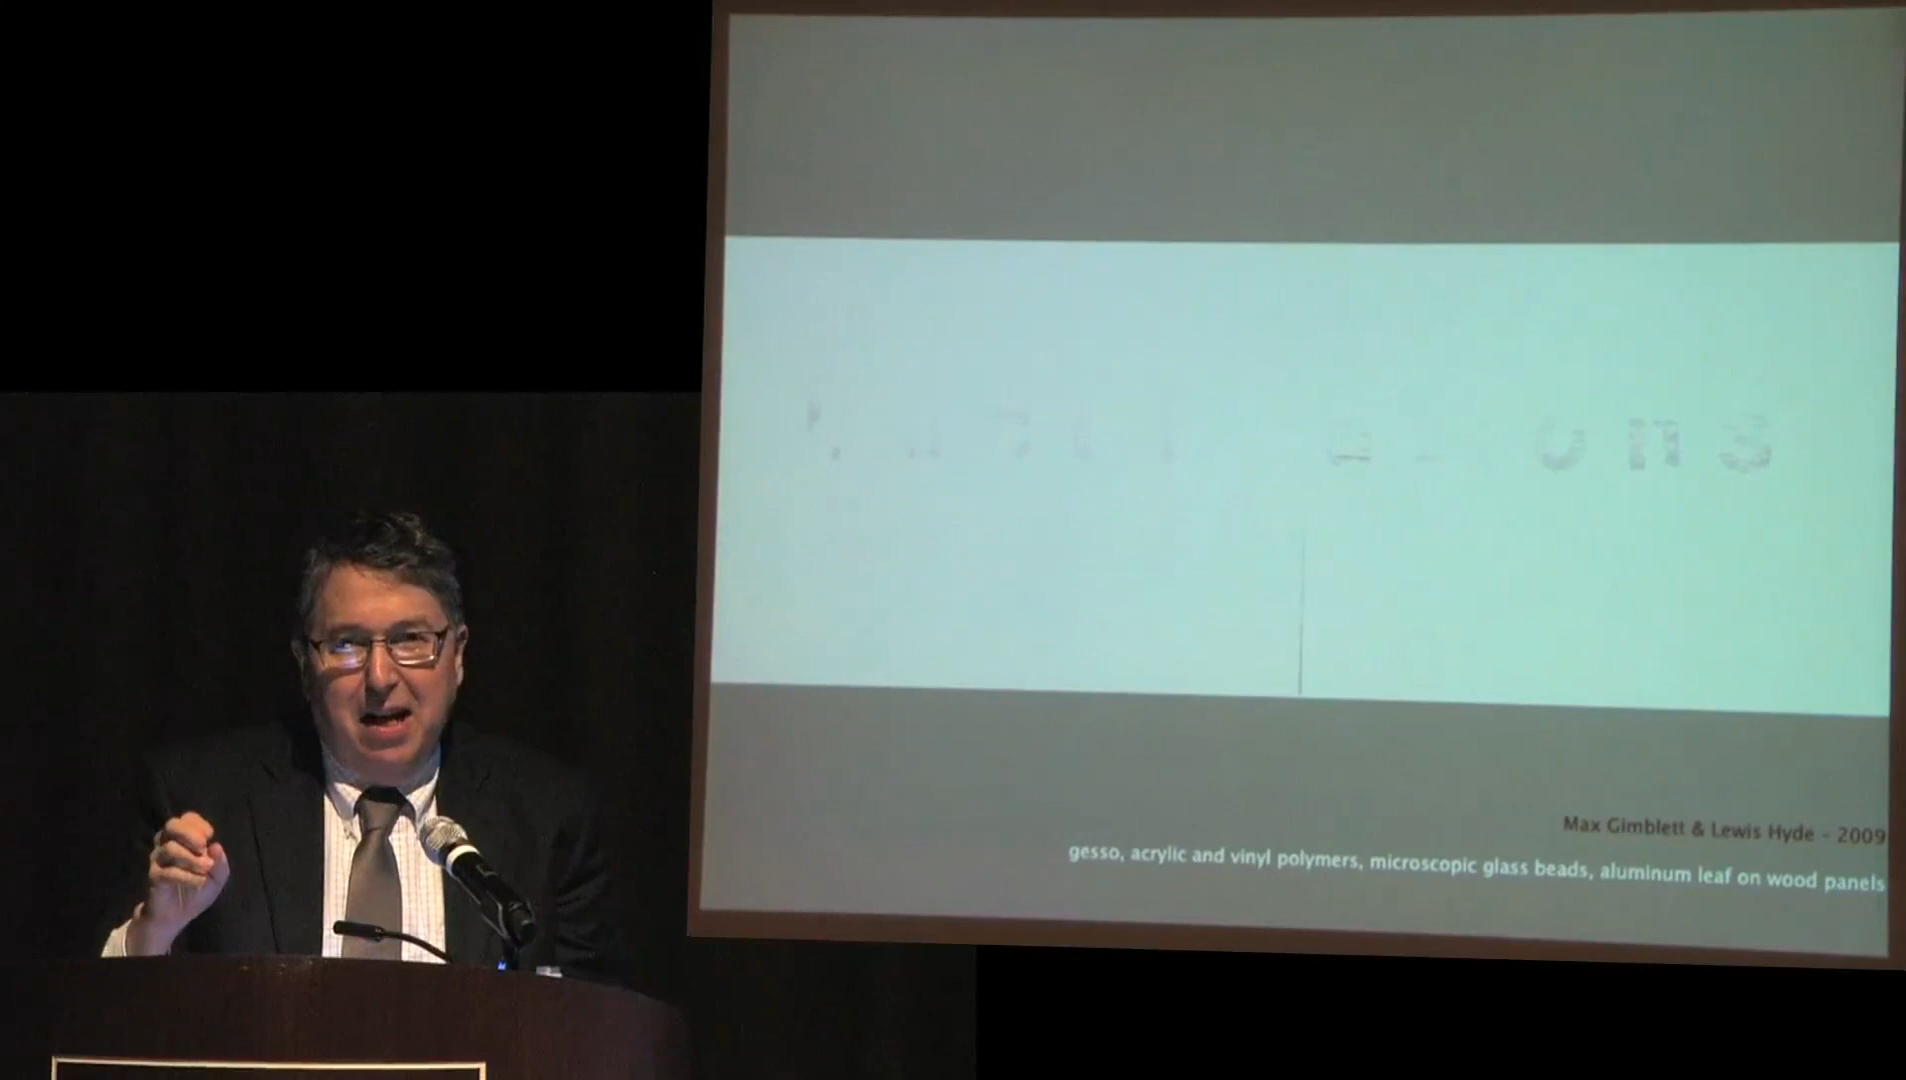 Max Gimblett & Lewis Hyde - 2009
gesso, acrylic and vinyl polymers, microscopic glass beads, aluminum leaf on wood panels